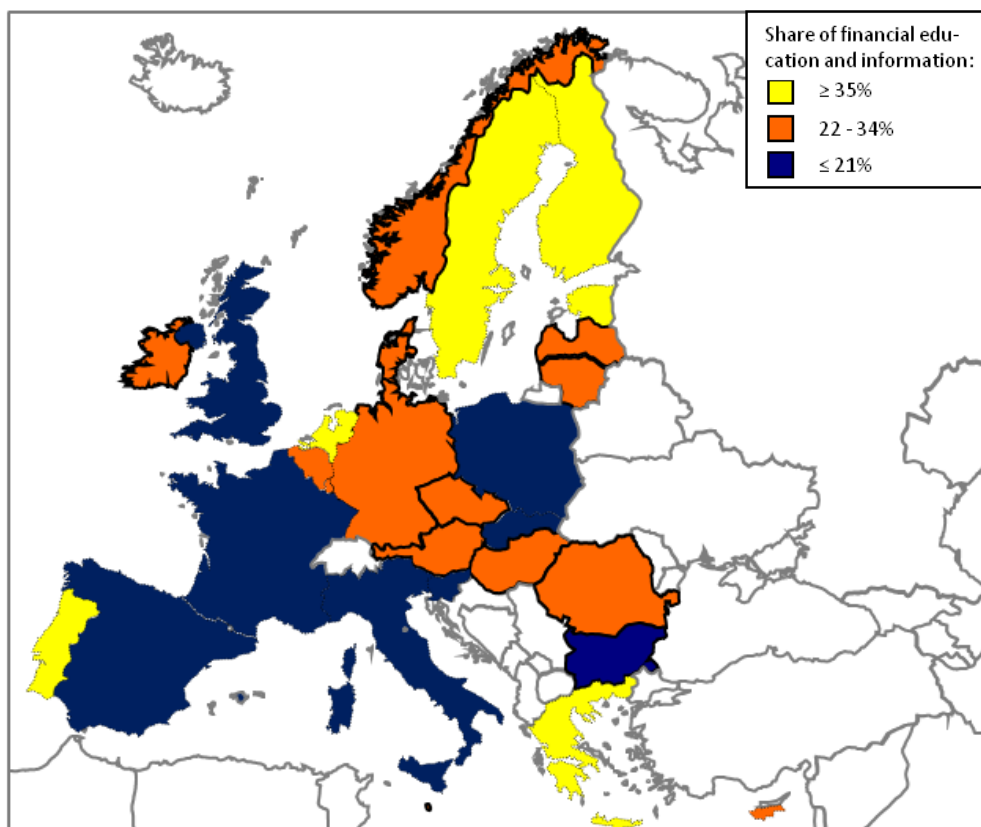 Share of financial edu-
cation and information:
≥ 35%
22 - 34%
≤ 21%